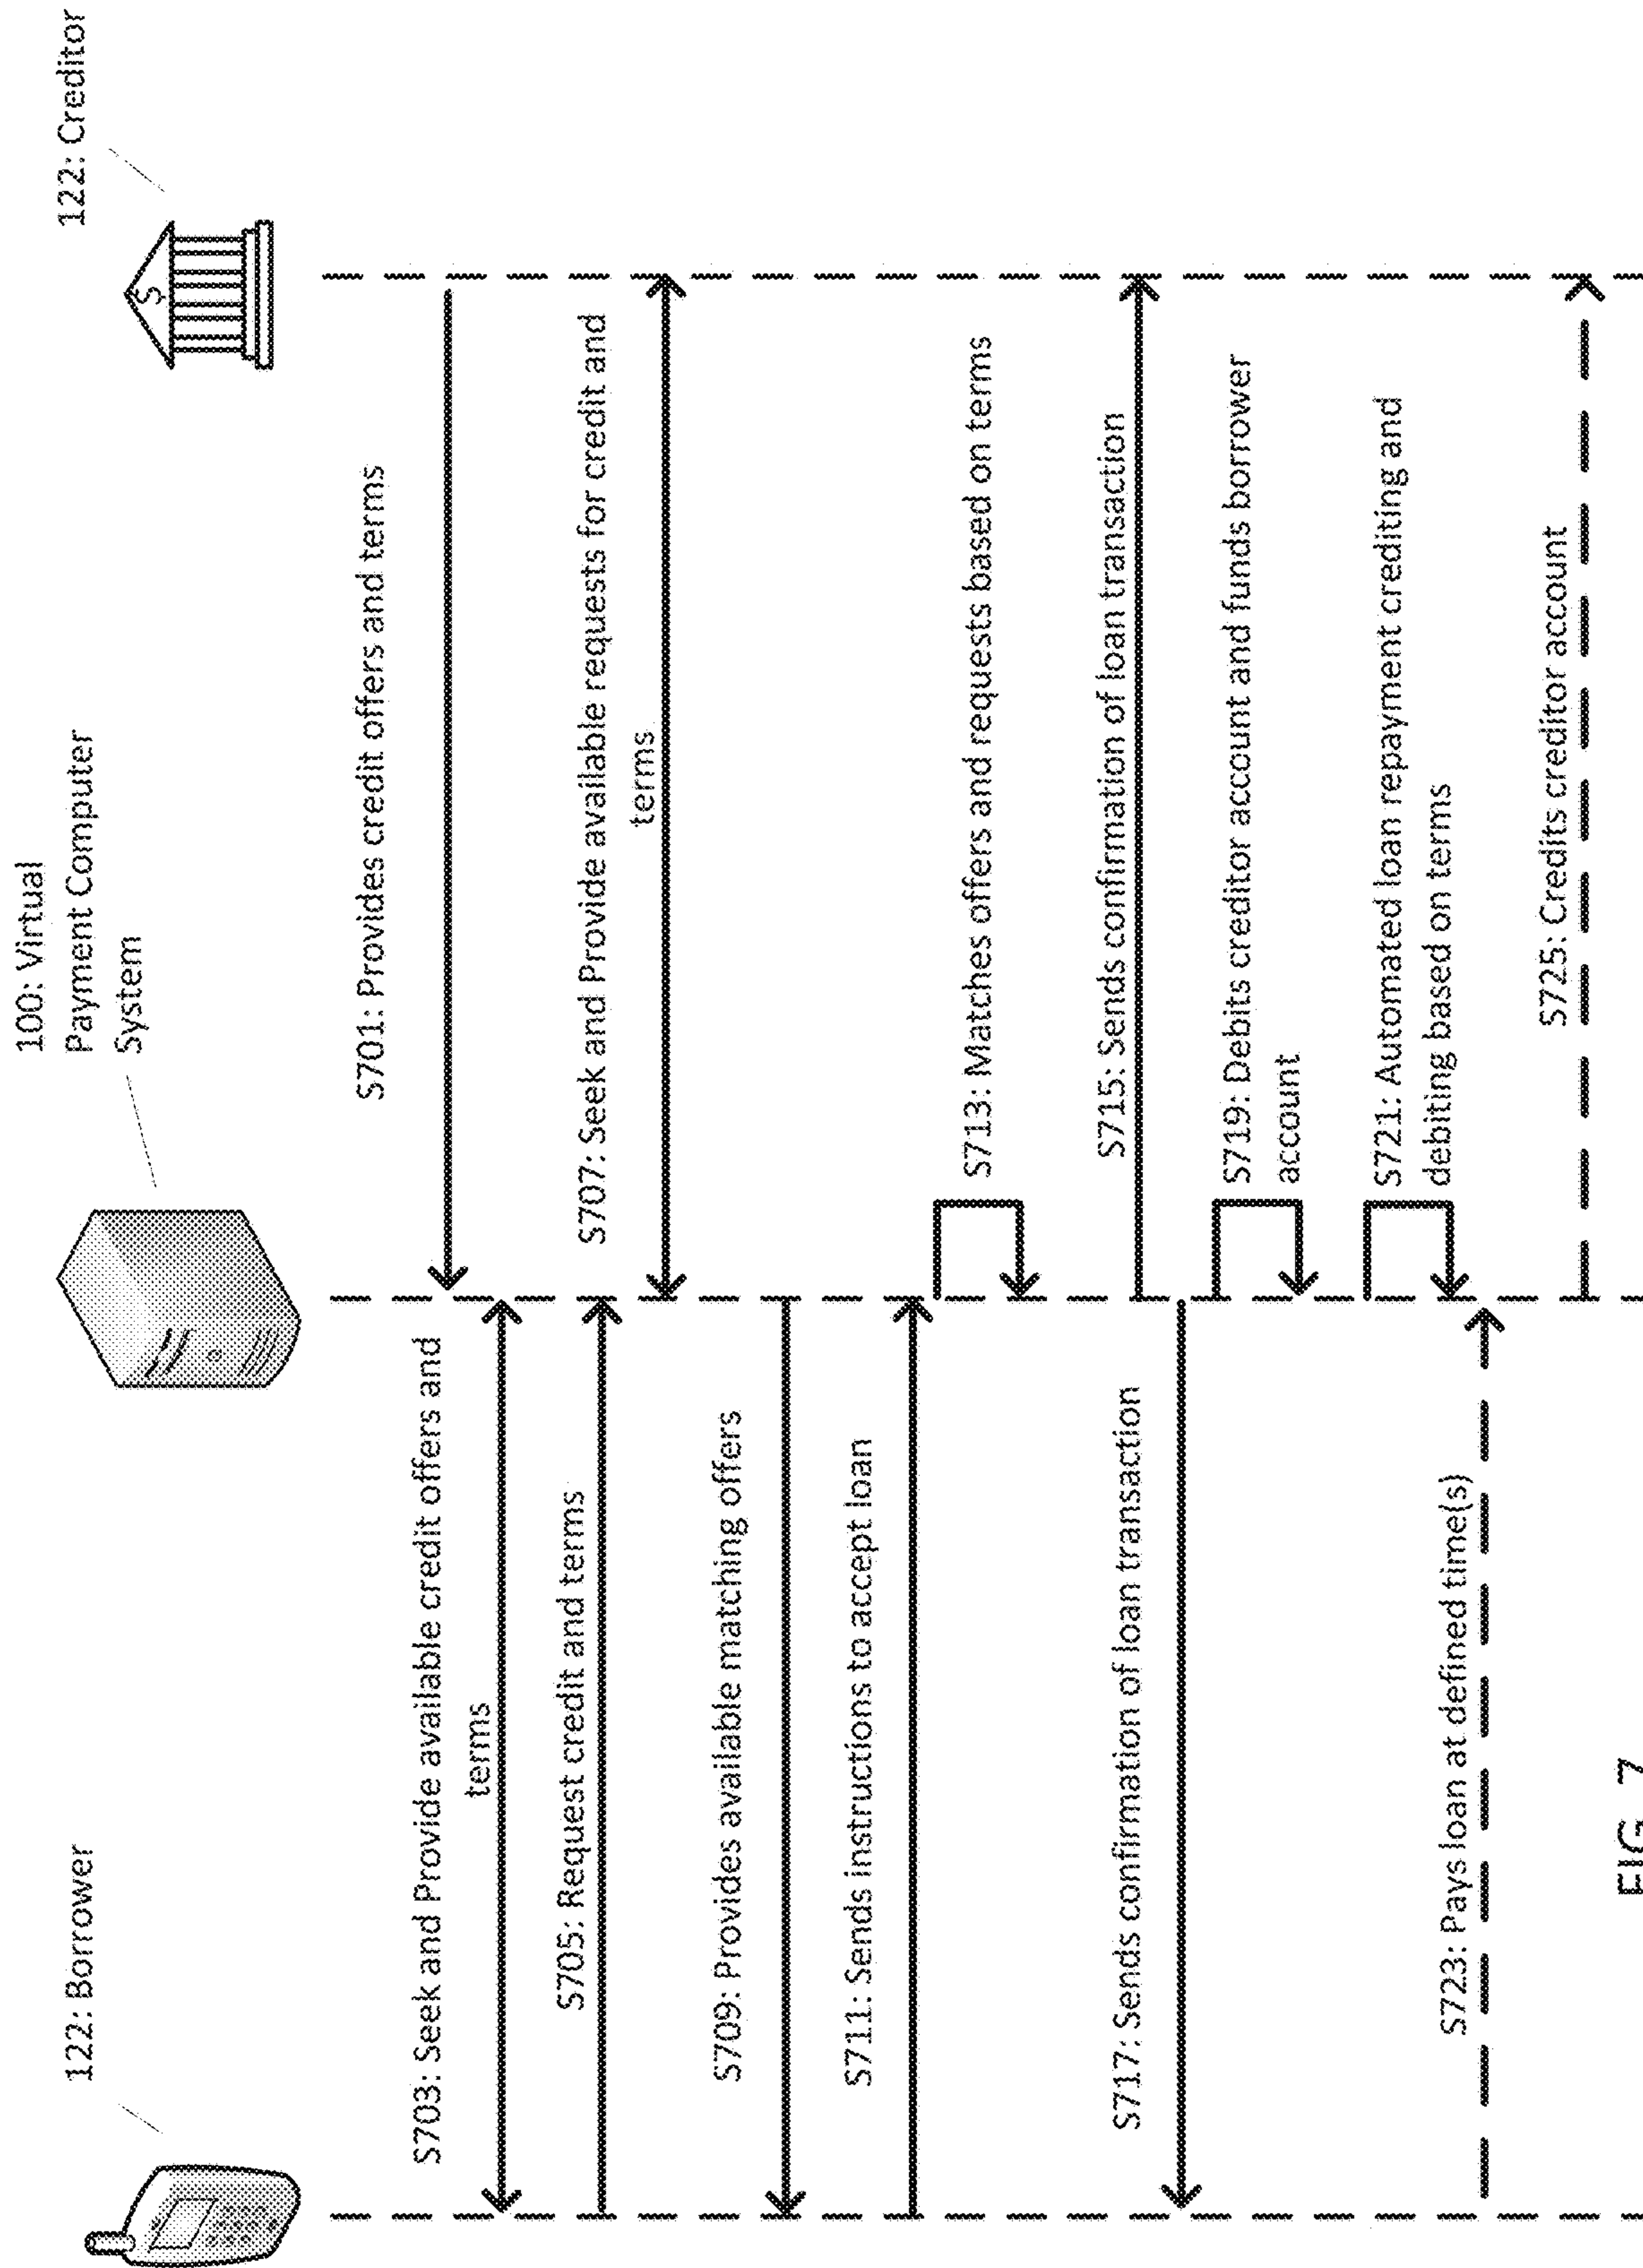 122: Borrower
100: Virtual
Payment Computer
System
122: Creditor
S701: Provides credit offers and terms
S703: Seek and Provide available credit offers and
terms
S705: Request credit and terms
S707: Seek and Provide available requests for credit and
terms
S709: Provides available matching offers
S711: Sends instructions to accept loan
S713: Matches offers and requests based on terms
S715: Sends confirmation of loan transaction
S717: Sends confirmation of loan transaction
S719: Debits creditor account and funds borrower
account
S721: Automated loan repayment crediting and
debiting based on terms
S723: Pays loan at defined time(s)
S725: Credits creditor account
FIG. 7
$